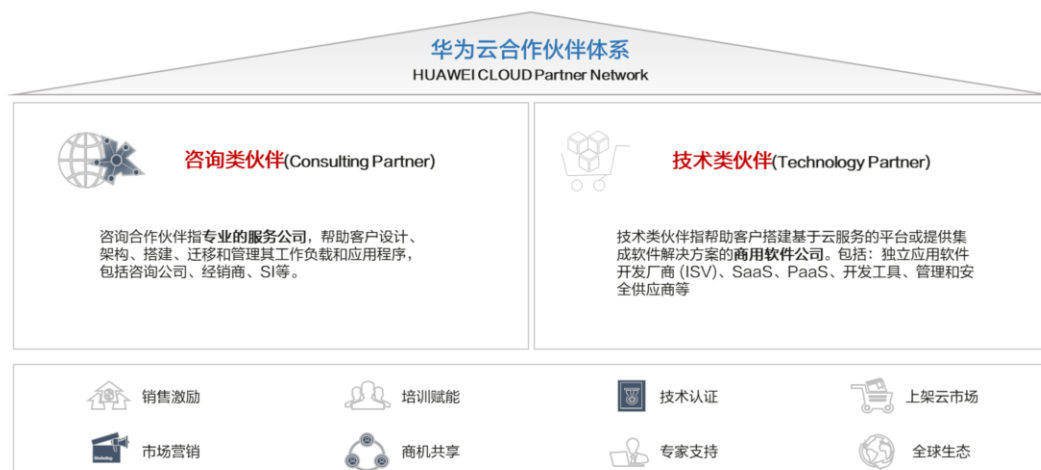 华为云合作伙伴体系
HUAWEI CLOUD Partner Network
咨询类伙伴(Consulting Partner)
咨询合作伙伴指专业的服务公司，帮助客户设计、
架构、搭建、迁移和管理其工作负载和应用程序，
包括咨询公司、经销商、SI等。
技术类伙伴(Technology Partner)
技术类伙伴指帮助客户搭建基于云服务的平台或提供集
成软件解决方案的商用软件公司。包括：独立应用软件
开发厂商 (ISV)、SaaS、PaaS、开发工具、管理和安
全供应商等
销售激励
培训赋能
技术认证
上架云市场
Marketing
市场营销
商机共享
专家支持
全球生态